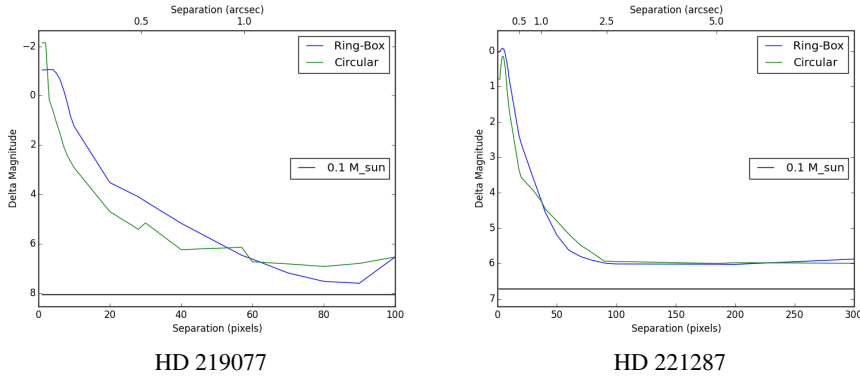 Separation (arcsec)
0.5 1.0
−2
0
2
4
6
8
Delta Magnitude
Ring-Box
Circular
0.1 M_sun
0 20 40 60 80 100
Separation (pixels)
HD 219077
Separation (arcsec)
0.5 1.0 2.5 5.0
0
1
2
3
4
5
6
7
Delta Magnitude
Ring-Box
Circular
0.1 M_sun
0 50 100 150 200 250 300
Separation (pixels)
HD 221287